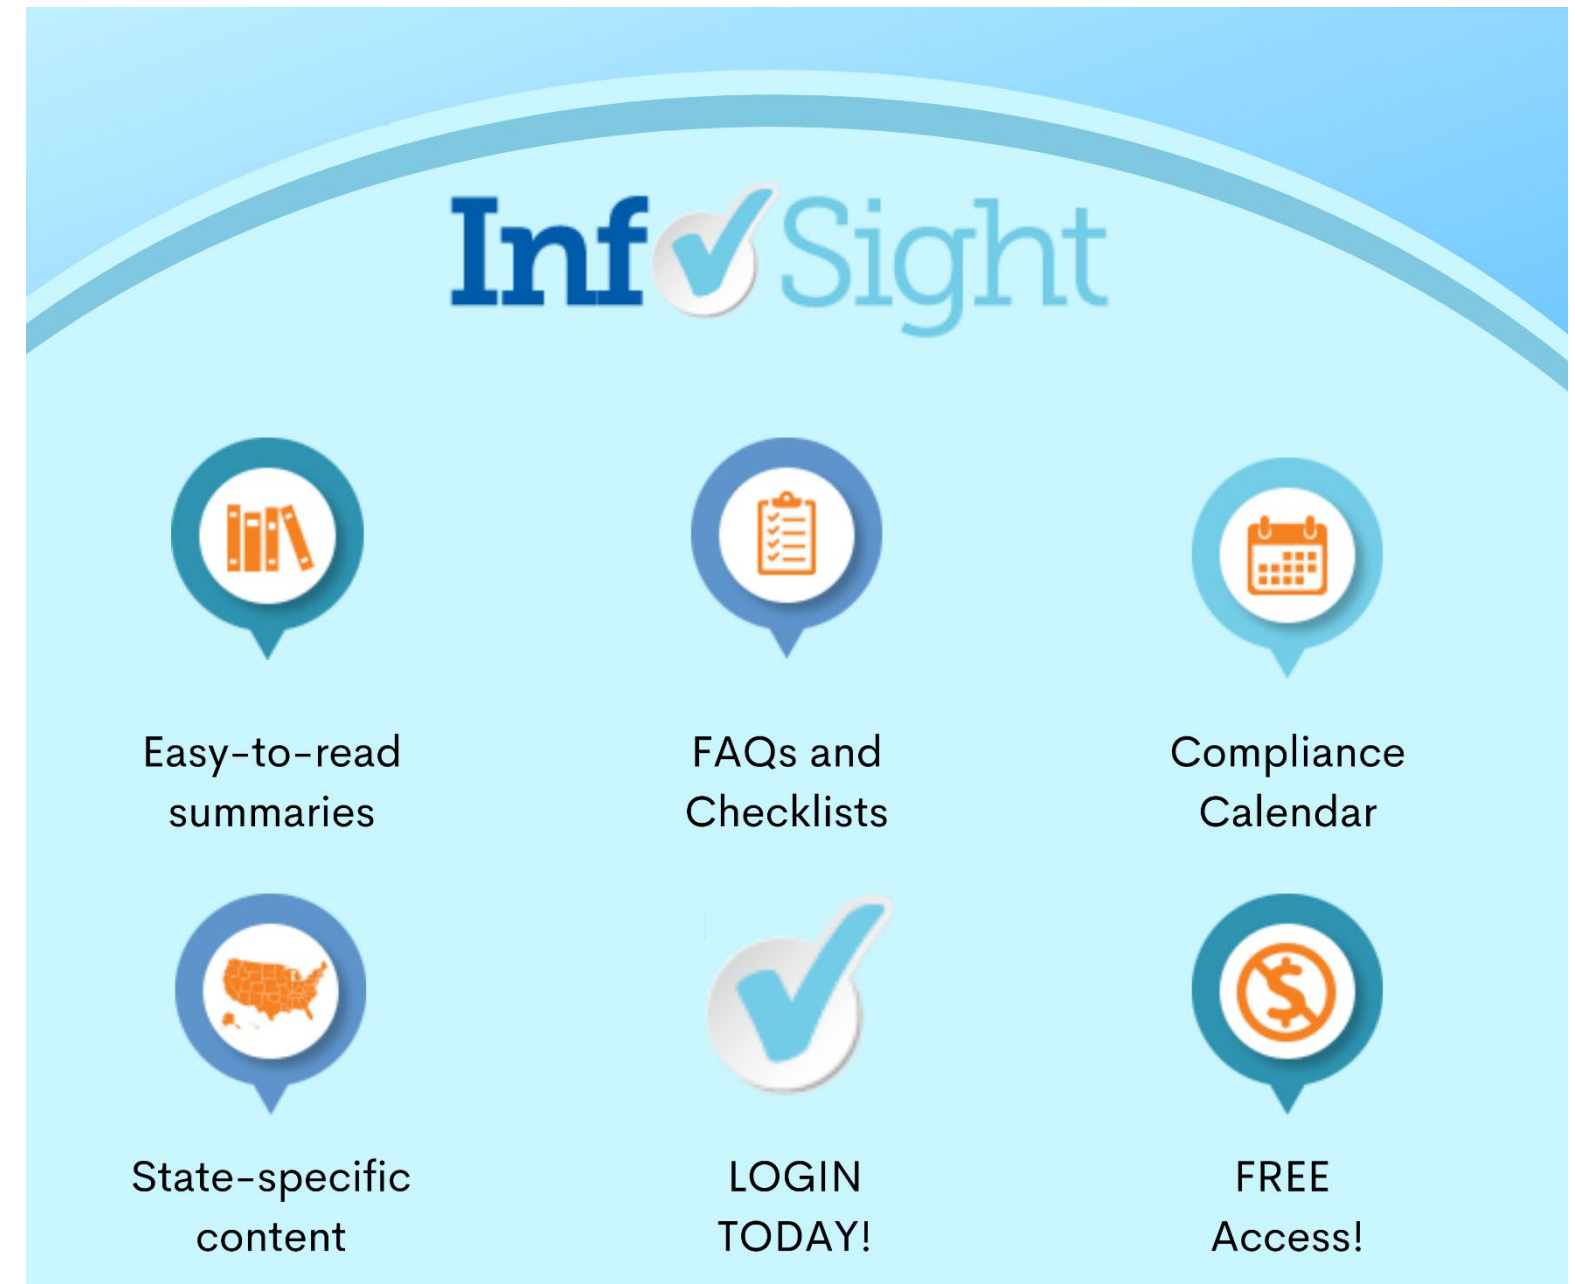 InfoSight
Easy-to-read
summaries
FAQs and
Checklists
Compliance
Calendar
State-specific
content
LOGIN
TODAY!
FREE
Access!